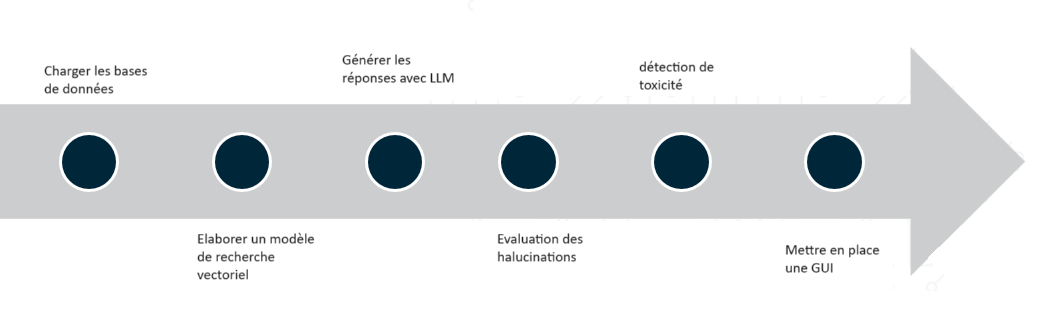 Charger les bases
de données
Elaborer un modèle
de recherche
vectoriel
Générer les
réponses avec LLM
Evaluation des
halucinations
détection de
toxicité
Mettre en place
une GUI